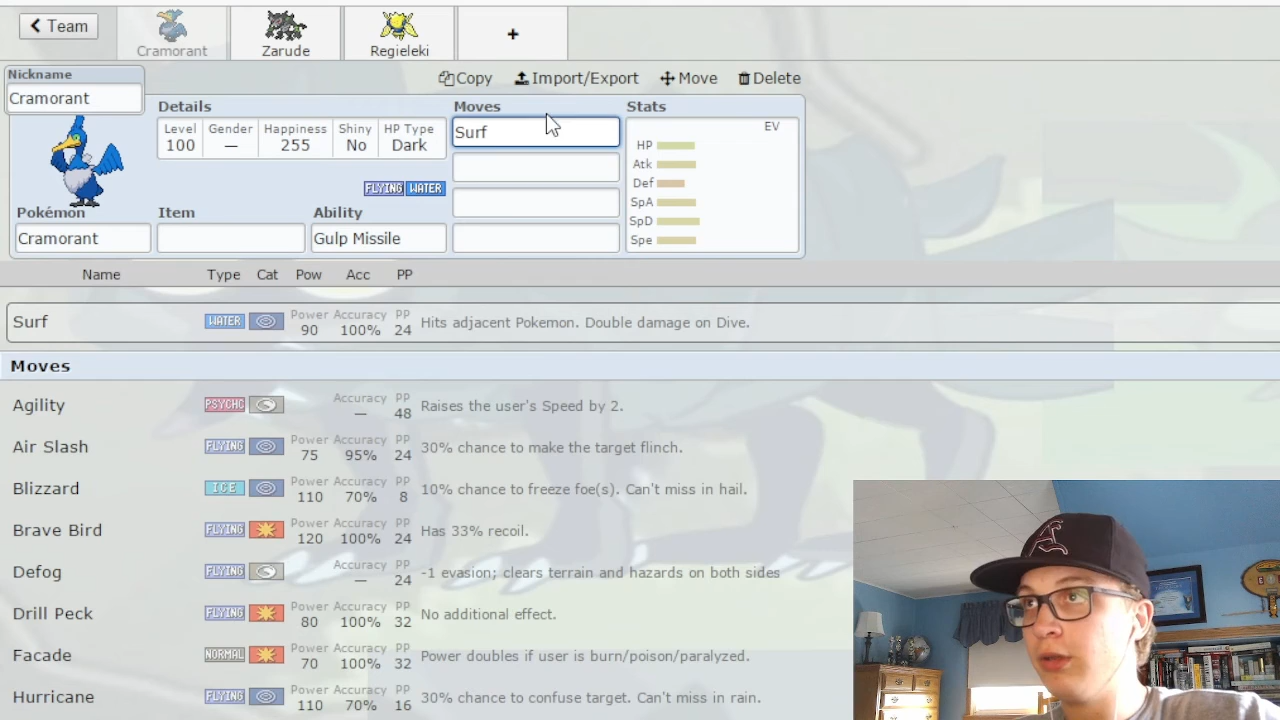 Team
Cramorant
Zarude
Regieleki
+
Nickname
Cramorant
Copy Import/Export Move Delete
Details
Level 100
Gender —
Happiness 255
Shiny No
HP Type Dark
FLYING WATER
Pokémon
Cramorant
Item
Ability
Gulp Missile
Moves
Surf
Stats
EV
HP
Atk
Def
SpA
SpD
Spe
Name Type Cat Pow Acc PP
Surf WATER Power 90 Accuracy 100% PP 24 Hits adjacent Pokemon. Double damage on Dive.
Moves
Agility PSYCHC Accuracy — PP 48 Raises the user's Speed by 2.
Air Slash FLYING Power 75 Accuracy 95% PP 24 30% chance to make the target flinch.
Blizzard ICE Power 110 Accuracy 70% PP 8 10% chance to freeze foe(s). Can't miss in hail.
Brave Bird FLYING Power 120 Accuracy 100% PP 24 Has 33% recoil.
Defog FLYING Accuracy — PP 24 -1 evasion; clears terrain and hazards on both sides
Drill Peck FLYING Power 80 Accuracy 100% PP 32 No additional effect.
Facade NORMAL Power 70 Accuracy 100% PP 32 Power doubles if user is burn/poison/paralyzed.
Hurricane FLYING Power 110 Accuracy 70% PP 16 30% chance to confuse target. Can't miss in rain.
A